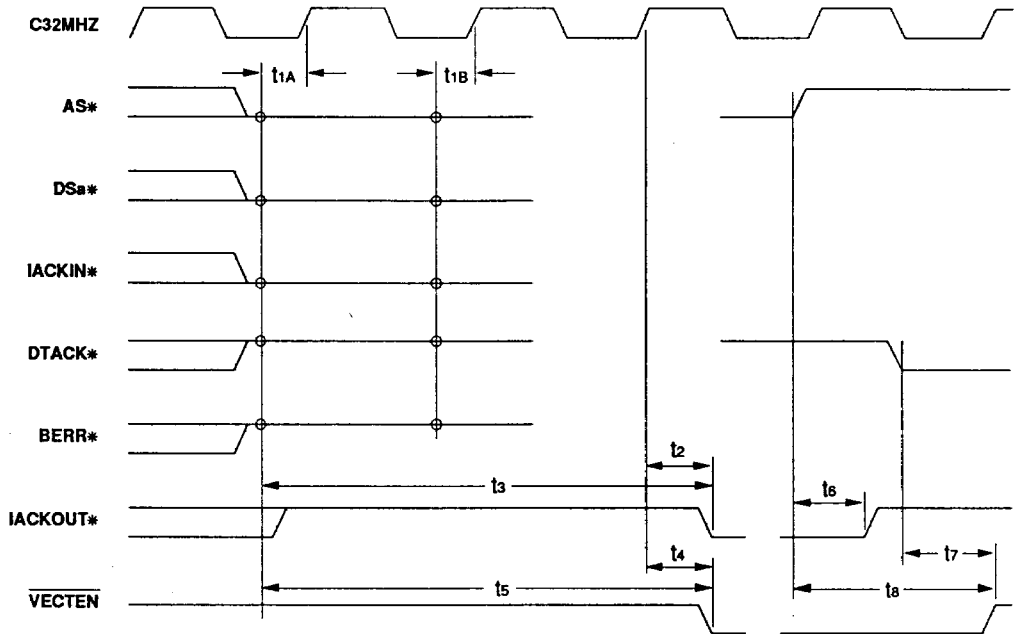 C32MHZ
t1A
t1B
AS*
DSa*
IACKIN*
DTACK*
BERR*
t2
t3
t6
IACKOUT*
t4
t7
t5
t8
VECTEN